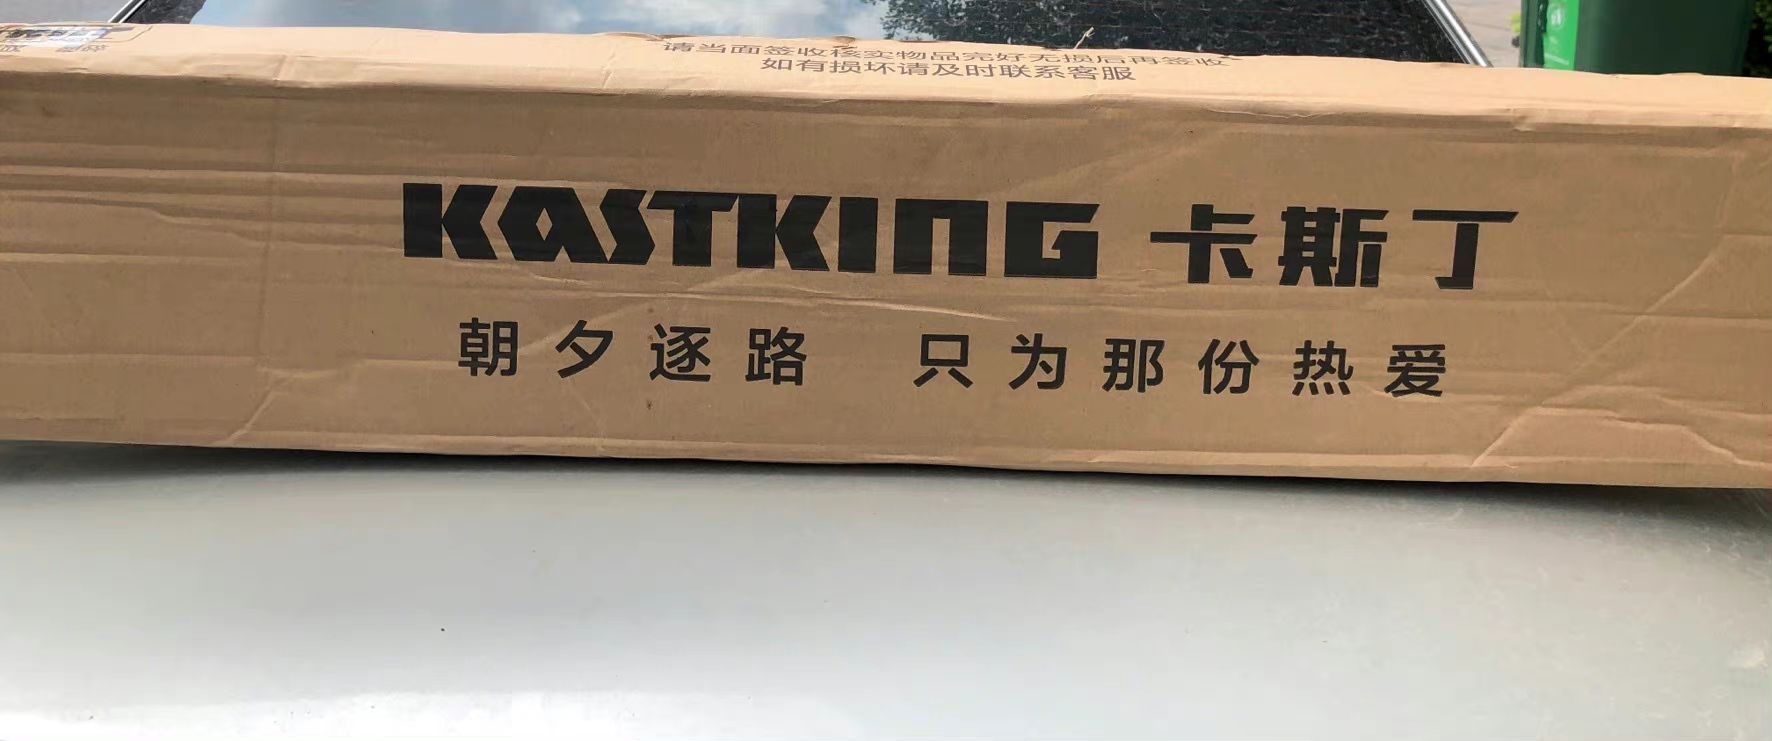 请当面签收核实物品完好无损后再签收
如有损坏请及时联系客服
KASTKING 卡斯丁
朝夕逐路 只为那份热爱